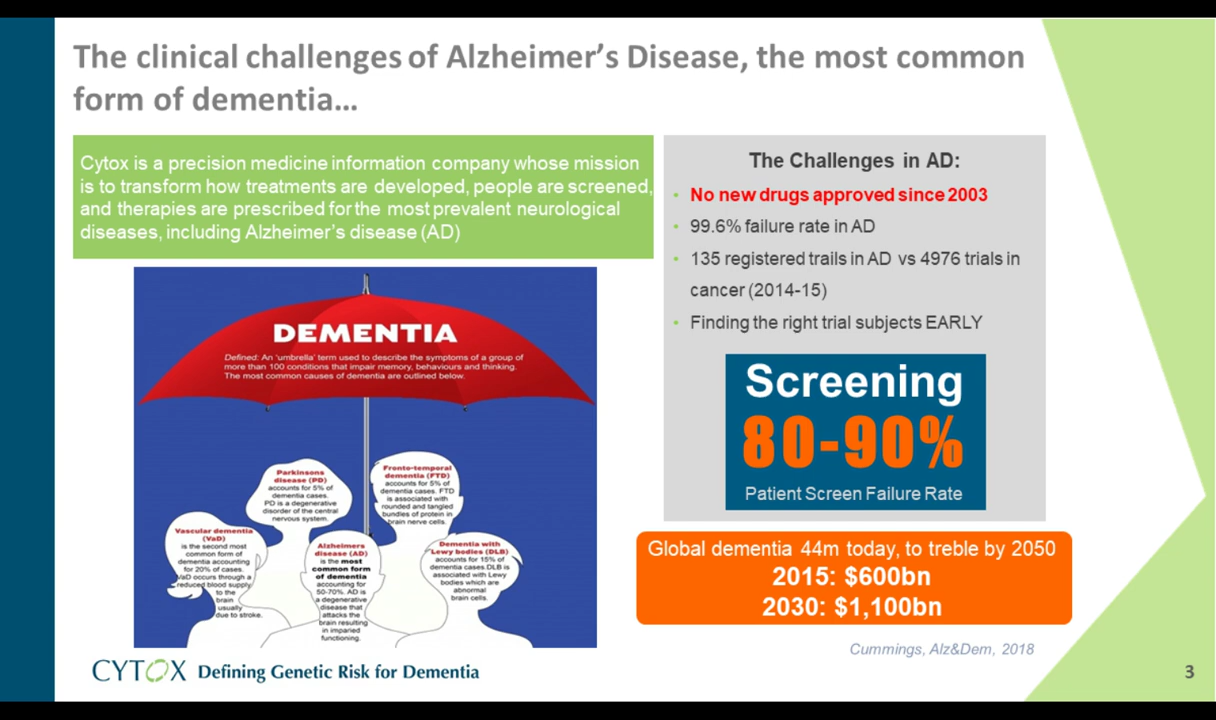 The clinical challenges of Alzheimer's Disease, the most common
form of dementia...
Cytox is a precision medicine information company whose mission
is to transform how treatments are developed, people are screened,
and therapies are prescribed for the most prevalent neurological
diseases, including Alzheimer's disease (AD)
DEMENTIA
Defined: An 'umbrella' term used to describe the symptoms of a group of
more than 100 conditions that impair memory, behaviours and thinking.
The most common causes of dementia are outlined below.
Parkinsons
disease (PD)
accounts for 5% of
dementia cases.
PD is a degenerative
disorder of the central
nervous system.
Fronto-temporal
dementia (FTD)
accounts for 5% of
dementia cases. FTD
is associated with
rounded and tangled
bundles of protein in
brain nerve cells.
Vascular dementia
(VaD)
is the second most
common form of
dementia accounting
for 20% of cases.
VaD occurs through a
reduced blood supply
to the
brain
usually
due to stroke.
Alzheimers
disease (AD)
is the most
common form
of dementia
accounting for
50-70%. AD is
a degenerative
disease that
attacks the
brain resulting
in imparied
functioning.
Dementia with
Lewy bodies (DLB)
accounts for 15% of
dementia cases.DLB is
associated with Lewy
bodies which are
abnormal
brain cells.
The Challenges in AD:
• No new drugs approved since 2003
• 99.6% failure rate in AD
• 135 registered trails in AD vs 4976 trials in
cancer (2014-15)
• Finding the right trial subjects EARLY
Screening
80-90%
Patient Screen Failure Rate
Global dementia 44m today, to treble by 2050
2015: $600bn
2030: $1,100bn
Cummings, Alz&Dem, 2018
CYTOX Defining Genetic Risk for Dementia
3